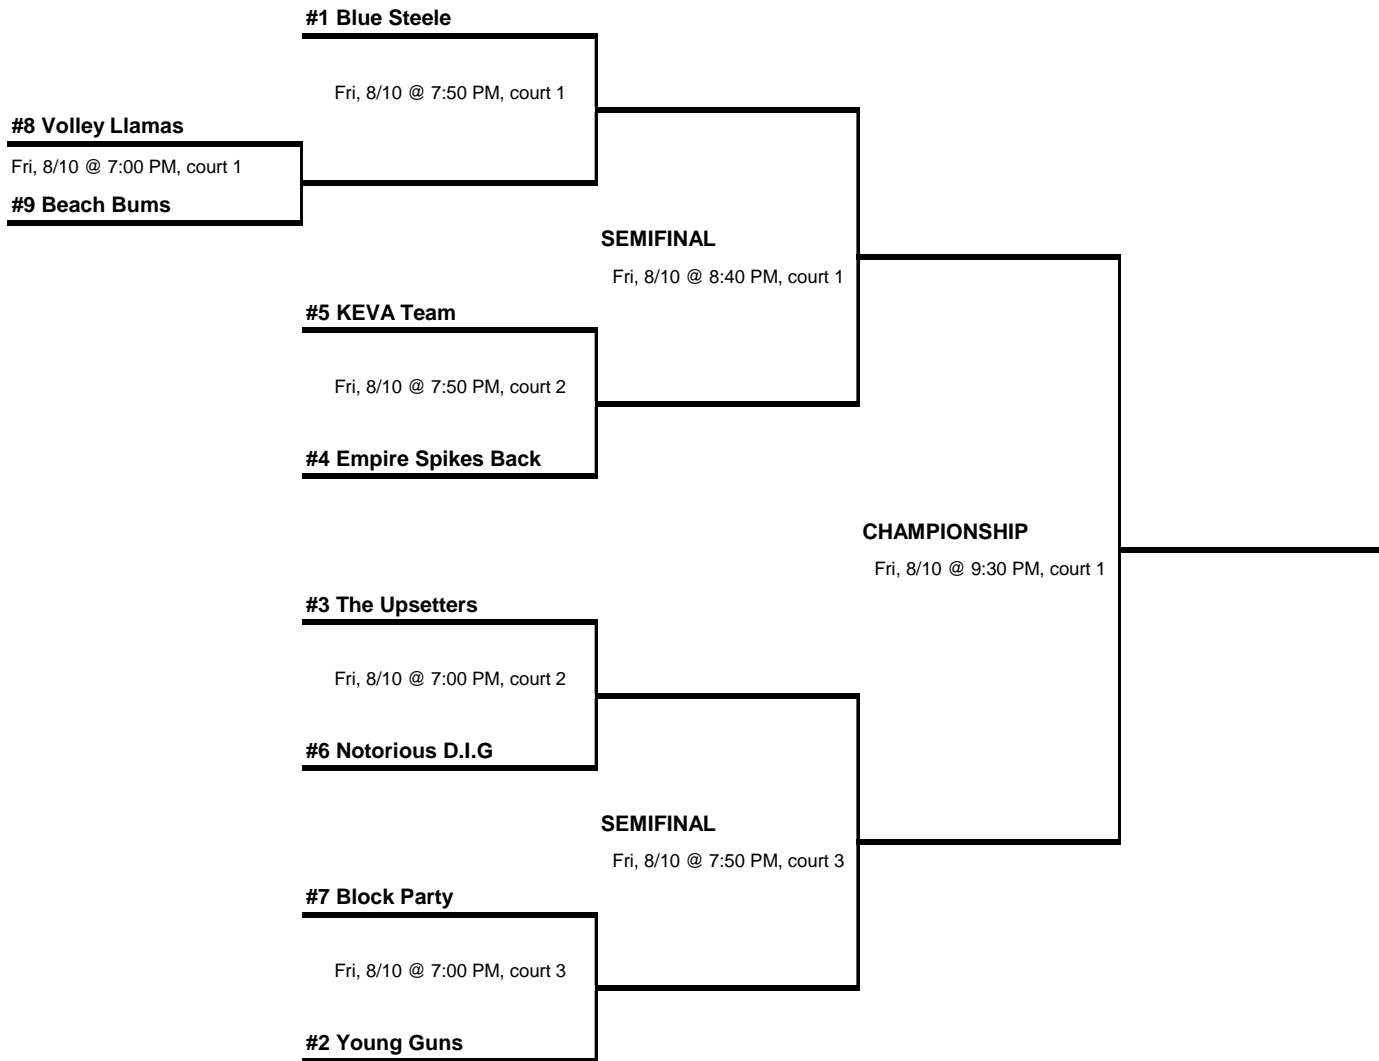 #1 Blue Steele
Fri, 8/10 @ 7:50 PM, court 1
#8 Volley Llamas
Fri, 8/10 @ 7:00 PM, court 1
#9 Beach Bums
SEMIFINAL
Fri, 8/10 @ 8:40 PM, court 1
#5 KEVA Team
Fri, 8/10 @ 7:50 PM, court 2
#4 Empire Spikes Back
CHAMPIONSHIP
Fri, 8/10 @ 9:30 PM, court 1
#3 The Upsetters
Fri, 8/10 @ 7:00 PM, court 2
#6 Notorious D.I.G
SEMIFINAL
Fri, 8/10 @ 7:50 PM, court 3
#7 Block Party
Fri, 8/10 @ 7:00 PM, court 3
#2 Young Guns